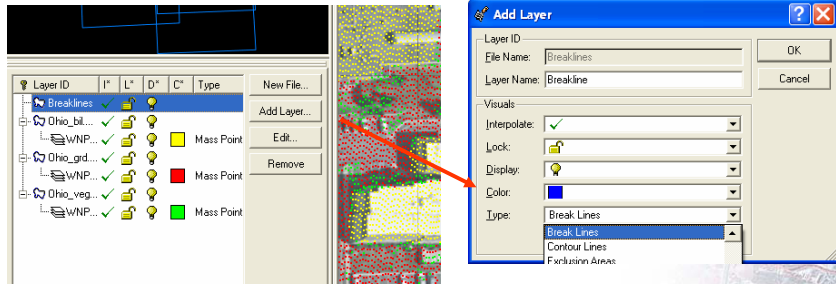 Layer ID I* L* D* C* Type
Breaklines
Ohio_bil....
WNP... Mass Point
Ohio_grd...
WNP... Mass Point
Ohio_veg...
WNP... Mass Point
New File...
Add Layer...
Edit...
Remove
Add Layer
Layer ID
File Name: Breaklines
Layer Name: Breakline
Visuals
Interpolate:
Lock:
Display:
Color:
Type: Break Lines
Break Lines
Contour Lines
Exclusion Areas
OK
Cancel